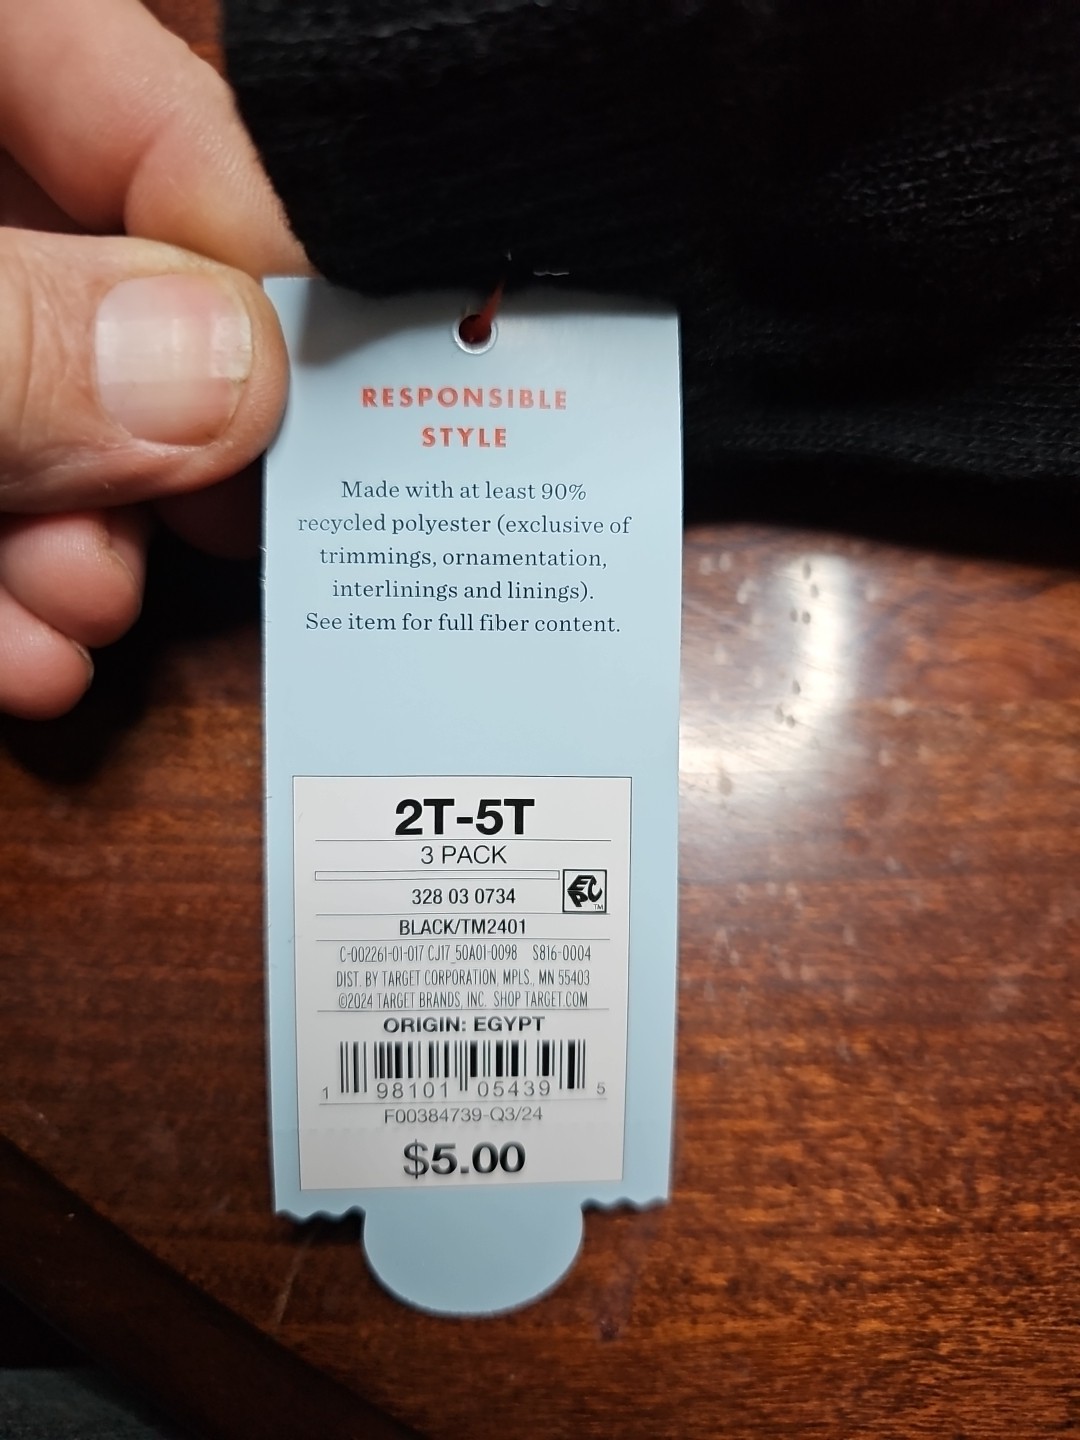 RESPONSIBLE
STYLE
Made with at least 90%
recycled polyester (exclusive of
trimmings, ornamentation,
interlinings and linings).
See item for full fiber content.
2T-5T
3 PACK
328 03 0734
EPC
TM
BLACK/TM2401
C-002261-01-017 CJ17_50A01-0098 S816-0004
DIST. BY TARGET CORPORATION, MPLS., MN 55403
©2024 TARGET BRANDS, INC. SHOP TARGET.COM
ORIGIN: EGYPT
1 98101 05439 5
F00384739-Q3/24
$5.00